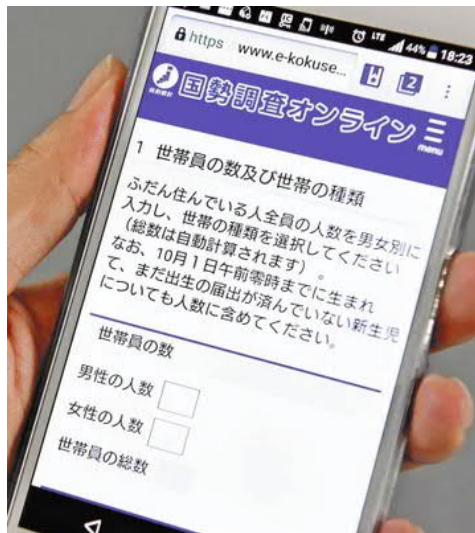 LTE 44% 18:23
https www.e-kokuse... 2
国勢調査オンライン
menu
1 世帯員の数及び世帯の種類
ふだん住んでいる人全員の人数を男女別に
入力し、世帯の種類を選択してください
（総数は自動計算されます）。
なお、10月1日午前零時までに生まれ
て、まだ出生の届出が済んでいない新生児
についても人数に含めてください。
世帯員の数
男性の人数
女性の人数
世帯員の総数